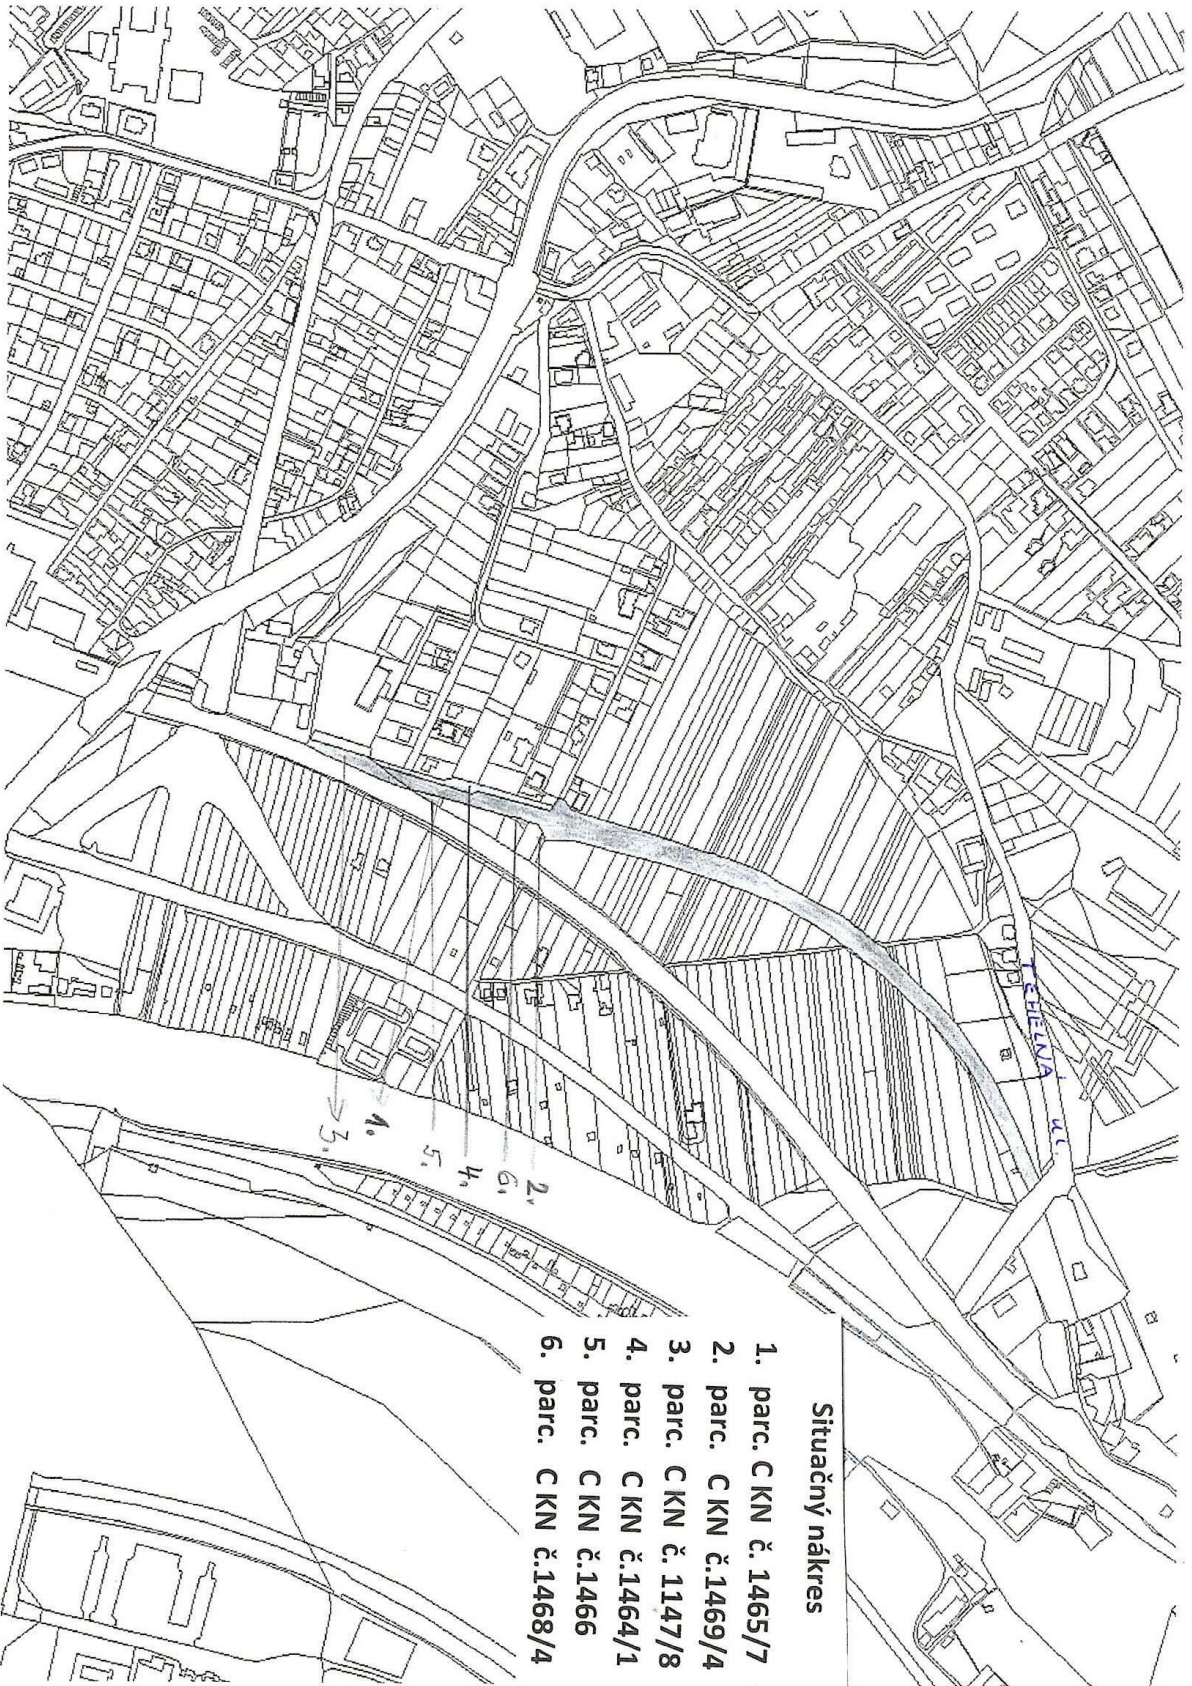 Situačný nákres
1. parc. C KN č. 1465/7
2. parc. C KN č.1469/4
3. parc. C KN č. 1147/8
4. parc. C KN č.1464/1
5. parc. C KN č.1466
6. parc. C KN č.1468/4
TEHELNÁ UL.
2.
6.
4.
5.
1.
3.